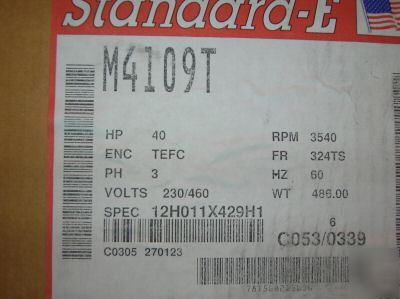 Standard-E
M4109T
HP 40 RPM 3540
ENC TEFC FR 324TS
PH 3 HZ 60
VOLTS 230/460 WT 486.00
SPEC 12H011X429H1
6
C053/0339
C0305 270123